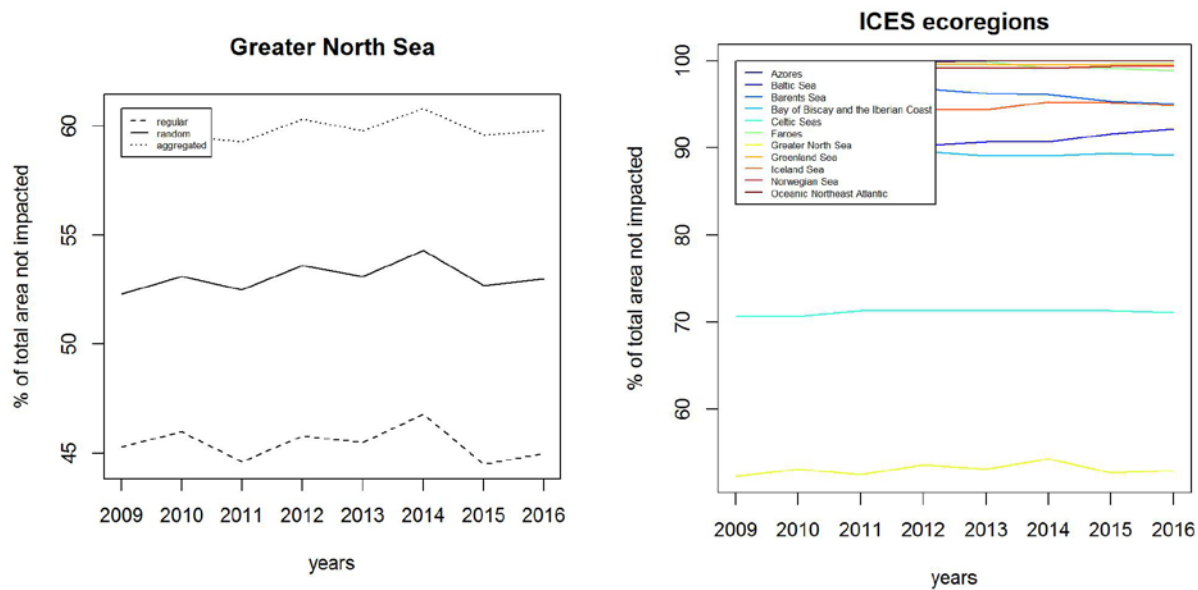 Greater North Sea
% of total area not impacted
60
55
50
45
regular
random
aggregated
2009 2010 2011 2012 2013 2014 2015 2016
years
ICES ecoregions
% of total area not impacted
100
90
80
70
60
Azores
Baltic Sea
Barents Sea
Bay of Biscay and the Iberian Coast
Celtic Seas
Faroes
Greater North Sea
Greenland Sea
Iceland Sea
Norwegian Sea
Oceanic Northeast Atlantic
2009 2010 2011 2012 2013 2014 2015 2016
years